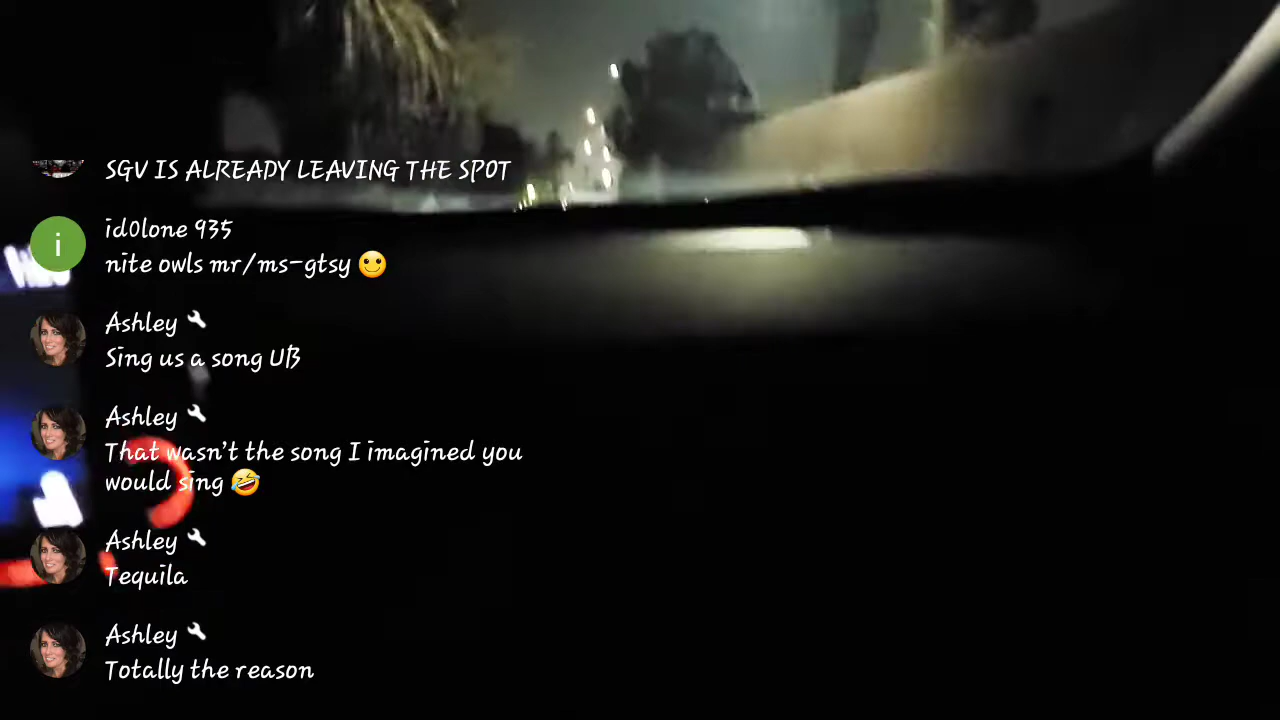 SGV IS ALREADY LEAVING THE SPOT
id0lone 935
nite owls mr/ms-gtsy 🙂
Ashley
Sing us a song UB
Ashley
That wasn't the song I imagined you
would sing 🤣
Ashley
Tequila
Ashley
Totally the reason